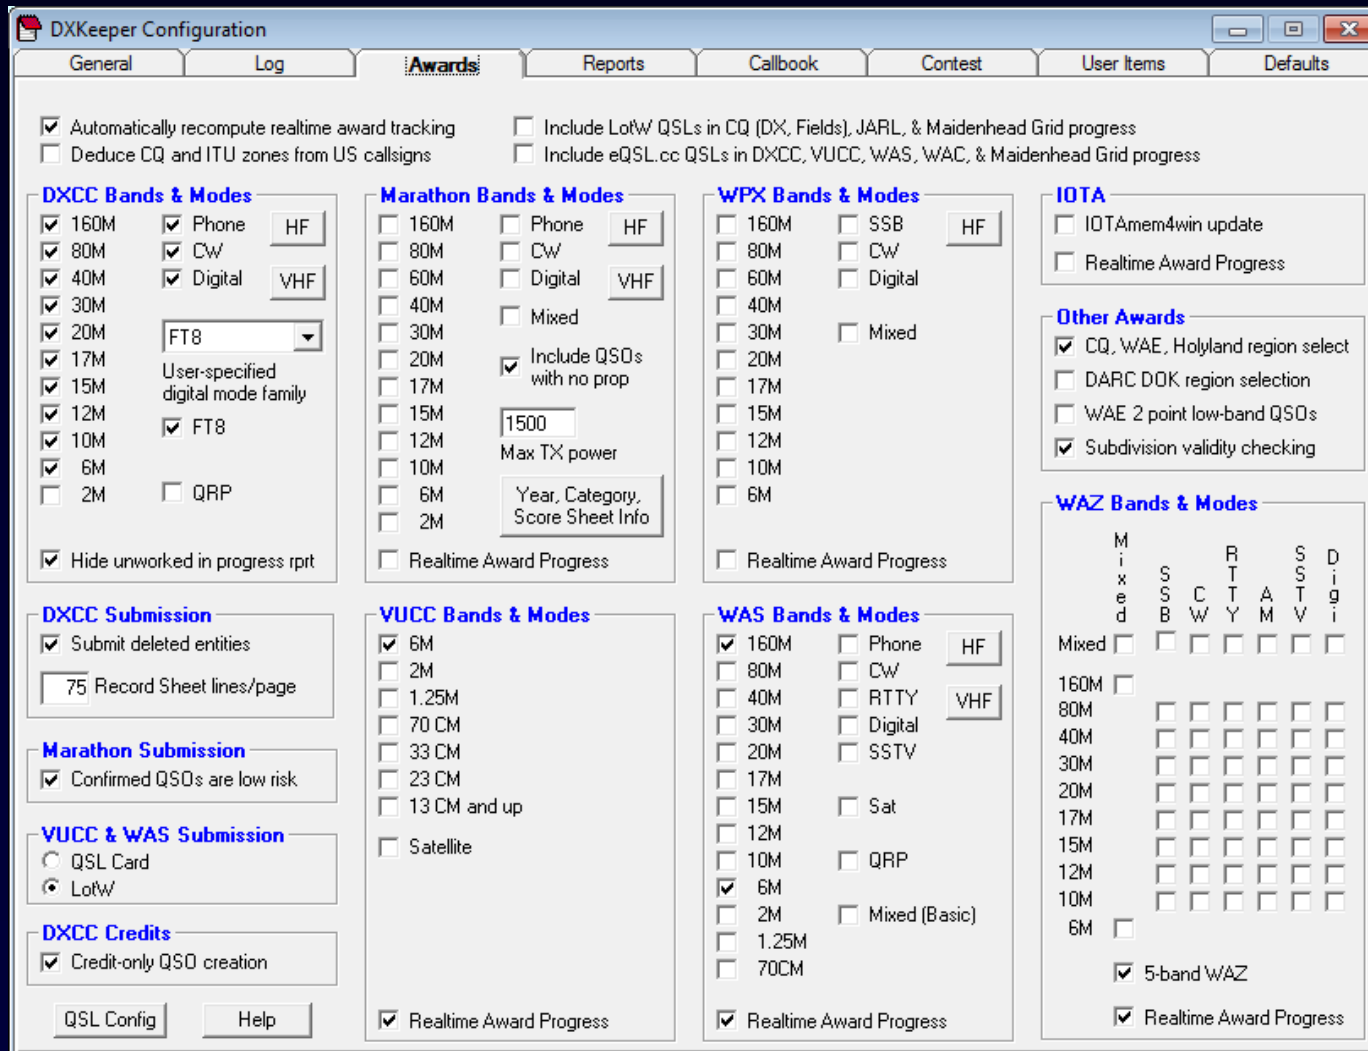 DXKeeper Configuration
General Log Awards Reports Callbook Contest User Items Defaults
Automatically recompute realtime award tracking
Deduce CQ and ITU zones from US callsigns
Include LotW QSLs in CQ (DX, Fields), JARL, & Maidenhead Grid progress
Include eQSL.cc QSLs in DXCC, VUCC, WAS, WAC, & Maidenhead Grid progress
DXCC Bands & Modes
160M Phone HF
80M CW
40M Digital VHF
30M
20M FT8
17M User-specified
15M digital mode family
12M FT8
10M
6M
2M QRP
Hide unworked in progress rprt
Marathon Bands & Modes
160M Phone HF
80M CW
60M Digital VHF
40M Mixed
30M
20M Include QSOs
17M with no prop
15M 1500
12M Max TX power
10M
6M Year, Category,
2M Score Sheet Info
Realtime Award Progress
WPX Bands & Modes
160M SSB HF
80M CW
60M Digital
40M
30M Mixed
20M
17M
15M
12M
10M
6M
Realtime Award Progress
IOTA
IOTAmem4win update
Realtime Award Progress
Other Awards
CQ, WAE, Holyland region select
DARC DOK region selection
WAE 2 point low-band QSOs
Subdivision validity checking
DXCC Submission
Submit deleted entities
75 Record Sheet lines/page
Marathon Submission
Confirmed QSOs are low risk
VUCC & WAS Submission
QSL Card
LotW
DXCC Credits
Credit-only QSO creation
QSL Config Help
VUCC Bands & Modes
6M
2M
1.25M
70 CM
33 CM
23 CM
13 CM and up
Satellite
Realtime Award Progress
WAS Bands & Modes
160M Phone HF
80M CW
40M RTTY VHF
30M Digital
20M SSTV
17M
15M Sat
12M
10M QRP
6M
2M Mixed (Basic)
1.25M
70CM
Realtime Award Progress
WAZ Bands & Modes
Mixed SSB CW RTTY AM SSTV Digi
Mixed
160M
80M
40M
30M
20M
17M
15M
12M
10M
6M
5-band WAZ
Realtime Award Progress